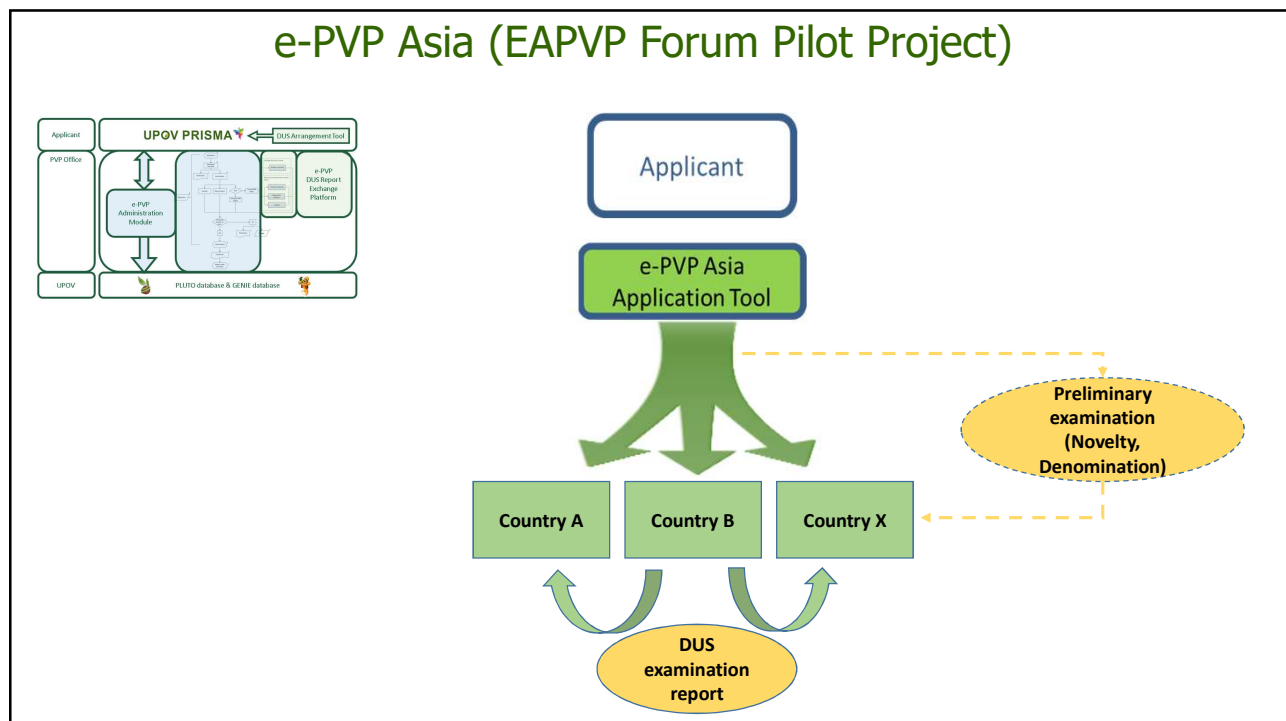 e-PVP Asia (EAPVP Forum Pilot Project)
Applicant
UPOV PRISMA
DUS Arrangement Tool
PVP Office
e-PVP
Administration
Module
e-PVP
DUS Report
Exchange
Platform
UPOV
PLUTO database & GENIE database
Applicant
e-PVP Asia
Application Tool
Preliminary
examination
(Novelty,
Denomination)
Country A
Country B
Country X
DUS
examination
report